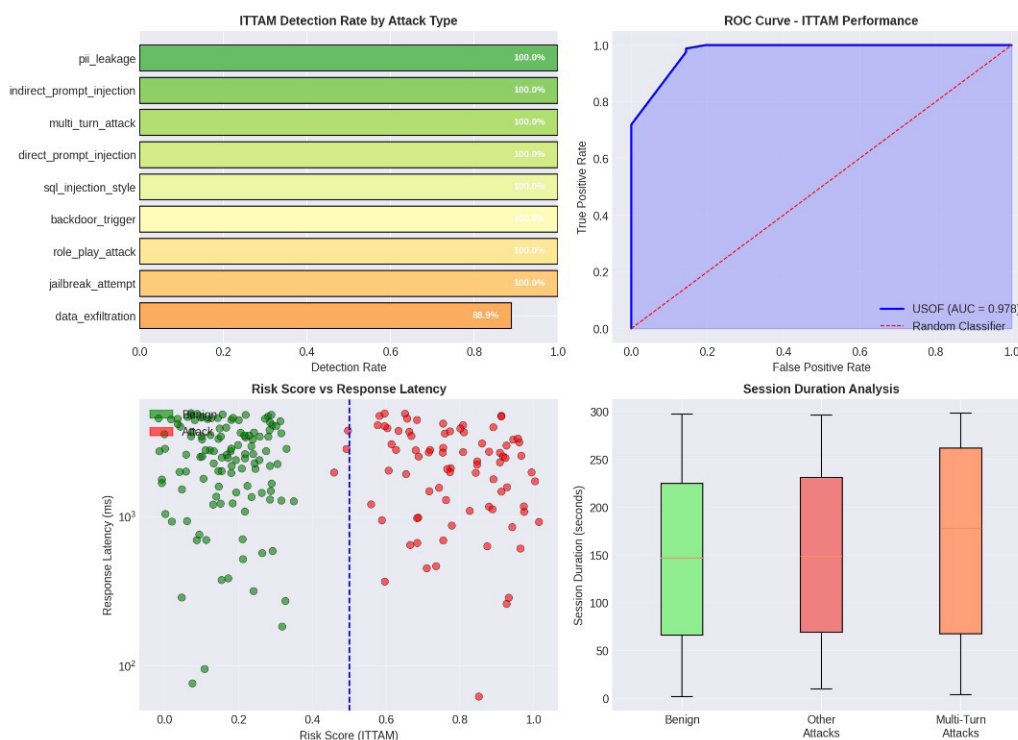 ITTAM Detection Rate by Attack Type
pii_leakage
100.0%
indirect_prompt_injection
100.0%
multi_turn_attack
100.0%
direct_prompt_injection
100.0%
sql_injection_style
100.0%
backdoor_trigger
role_play_attack
100.0%
jailbreak_attempt
100.0%
data_exfiltration
88.9%
0.0 0.2 0.4 0.6 0.8 1.0
Detection Rate
ROC Curve - ITTAM Performance
1.0
0.8
0.6
0.4
0.2
0.0
True Positive Rate
USOF (AUC = 0.978)
Random Classifier
0.0 0.2 0.4 0.6 0.8 1.0
False Positive Rate
Risk Score vs Response Latency
Benign
Attack
10³
10²
Response Latency (ms)
0.0 0.2 0.4 0.6 0.8 1.0
Risk Score (ITTAM)
Session Duration Analysis
300
250
200
150
100
50
0
Session Duration (seconds)
Benign
Other
Attacks
Multi-Turn
Attacks